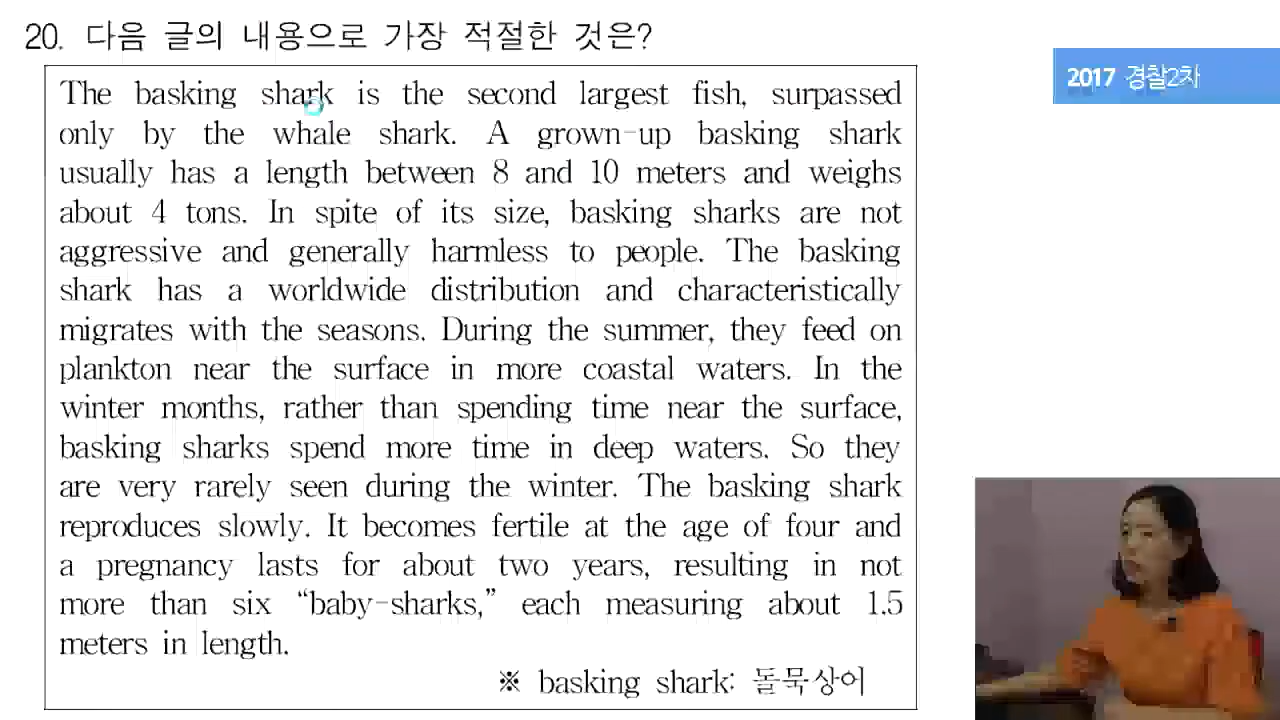 20. 다음 글의 내용으로 가장 적절한 것은?
2017 경찰2차
The basking shark is the second largest fish, surpassed
only by the whale shark. A grown-up basking shark
usually has a length between 8 and 10 meters and weighs
about 4 tons. In spite of its size, basking sharks are not
aggressive and generally harmless to people. The basking
shark has a worldwide distribution and characteristically
migrates with the seasons. During the summer, they feed on
plankton near the surface in more coastal waters. In the
winter months, rather than spending time near the surface,
basking sharks spend more time in deep waters. So they
are very rarely seen during the winter. The basking shark
reproduces slowly. It becomes fertile at the age of four and
a pregnancy lasts for about two years, resulting in not
more than six “baby-sharks,” each measuring about 1.5
meters in length.
※ basking shark: 돌묵상어